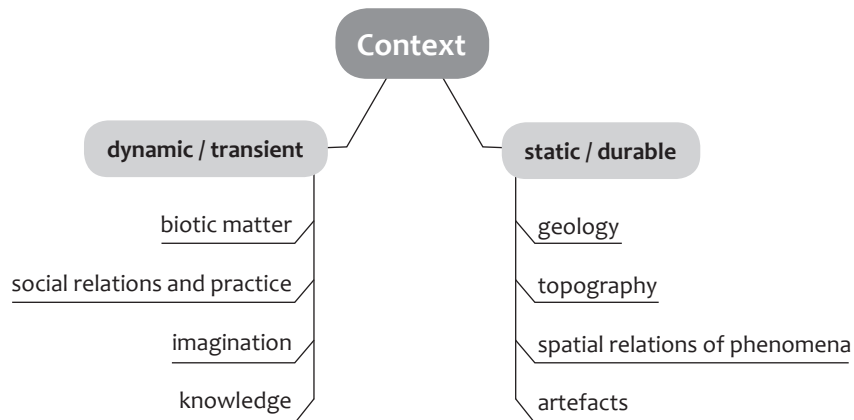 Context
dynamic / transient
biotic matter
social relations and practice
imagination
knowledge
static / durable
geology
topography
spatial relations of phenomena
artefacts